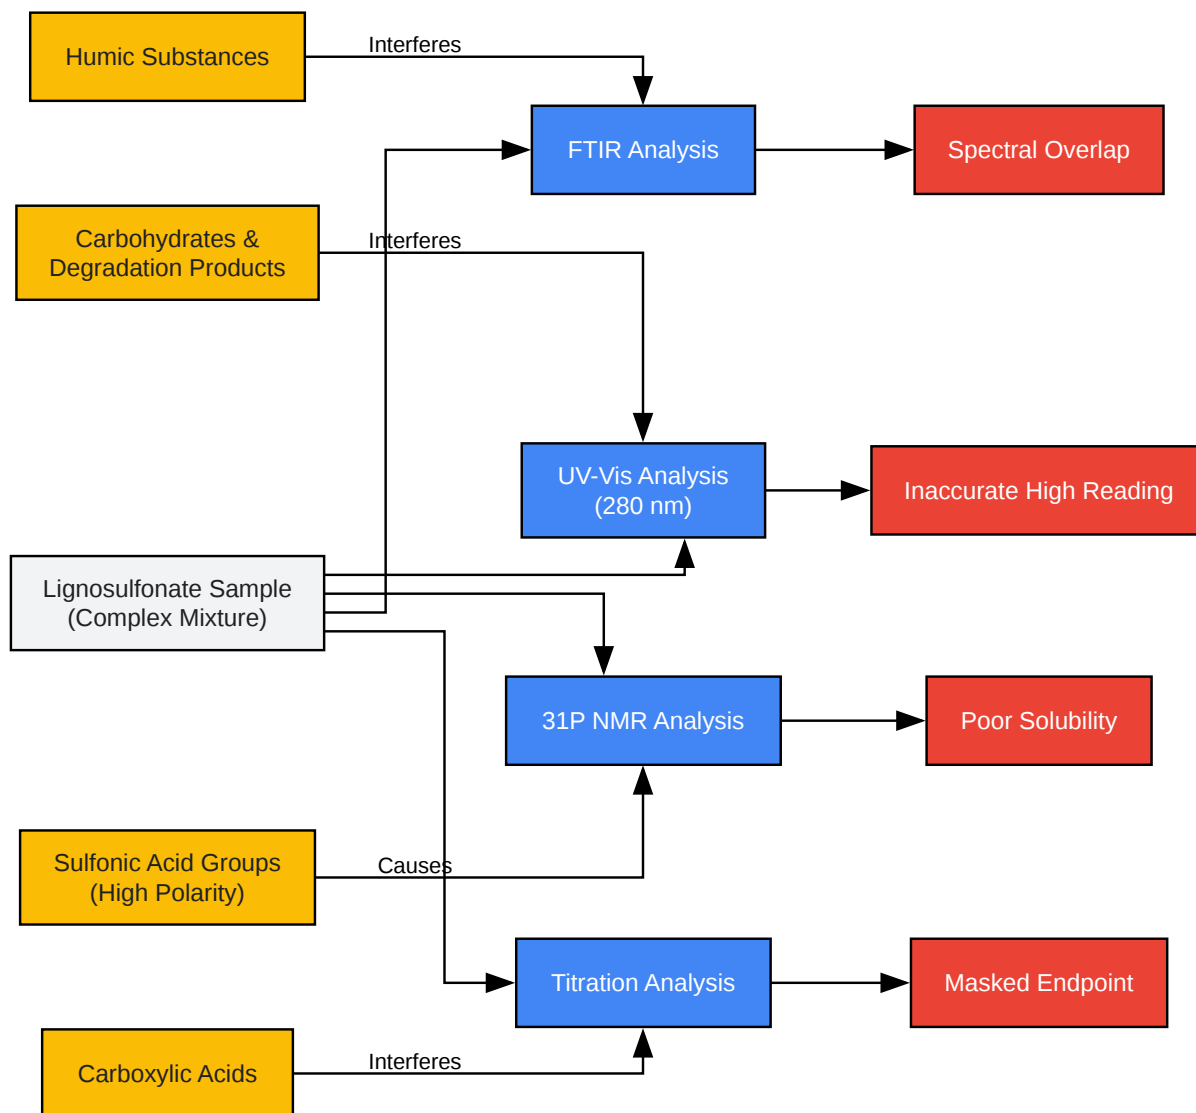 Humic Substances
Interferes
FTIR Analysis
Spectral Overlap
Carbohydrates &
Degradation Products
Interferes
UV-Vis Analysis
(280 nm)
Inaccurate High Reading
Lignosulfonate Sample
(Complex Mixture)
31P NMR Analysis
Poor Solubility
Sulfonic Acid Groups
(High Polarity)
Causes
Titration Analysis
Masked Endpoint
Carboxylic Acids
Interferes